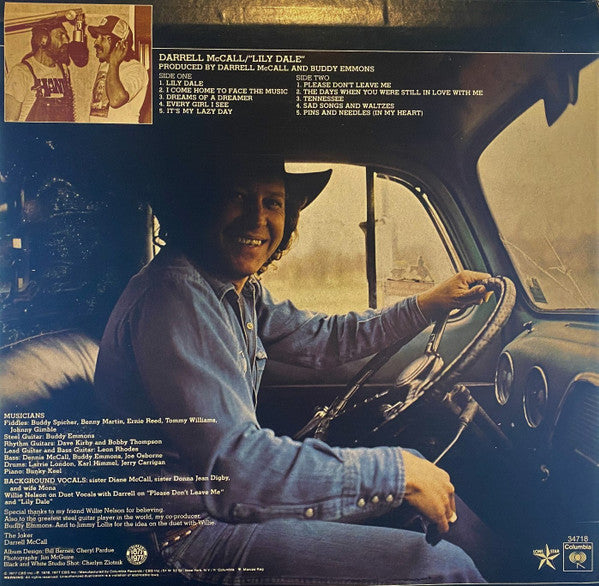 DARRELL McCALL/"LILY DALE"
PRODUCED BY DARRELL McCALL AND BUDDY EMMONS
SIDE ONE
1. LILY DALE
2. I COME HOME TO FACE THE MUSIC
3. DREAMS OF A DREAMER
4. EVERY GIRL I SEE
5. IT'S MY LAZY DAY
SIDE TWO
1. PLEASE DON'T LEAVE ME
2. THE DAYS WHEN YOU WERE STILL IN LOVE WITH ME
3. TENNESSEE
4. SAD SONGS AND WALTZES
5. PINS AND NEEDLES (IN MY HEART)
MUSICIANS
Fiddles: Buddy Spicher, Benny Martin, Ernie Reed, Tommy Williams,
Johnny Gimble
Steel Guitar: Buddy Emmons
Rhythm Guitars: Dave Kirby and Bobby Thompson
Lead Guitar and Bass Guitar: Leon Rhodes
Bass: Dennis McCall, Buddy Emmons, Joe Osborne
Drums: Larrie London, Karl Himmel, Jerry Carrigan
Piano: Bunky Keel
BACKGROUND VOCALS: sister Diane McCall, sister Donna Jean Digby,
and wife Mona
Willie Nelson on Duet Vocals with Darrell on "Please Don't Leave Me"
and "Lily Dale"
Special thanks to my friend Willie Nelson for believing.
Also to the greatest steel guitar player in the world, my co-producer,
Buddy Emmons. And to Jimmy Lollis for the idea on the duet with Willie.
The Joker
Darrell McCall
Album Design: Bill Barnes, Cheryl Pardue
Photography: Jim McGuire
Black and White Studio Shot: Charlyn Zlotnik
1877
1977
LONE STAR
34718
Columbia